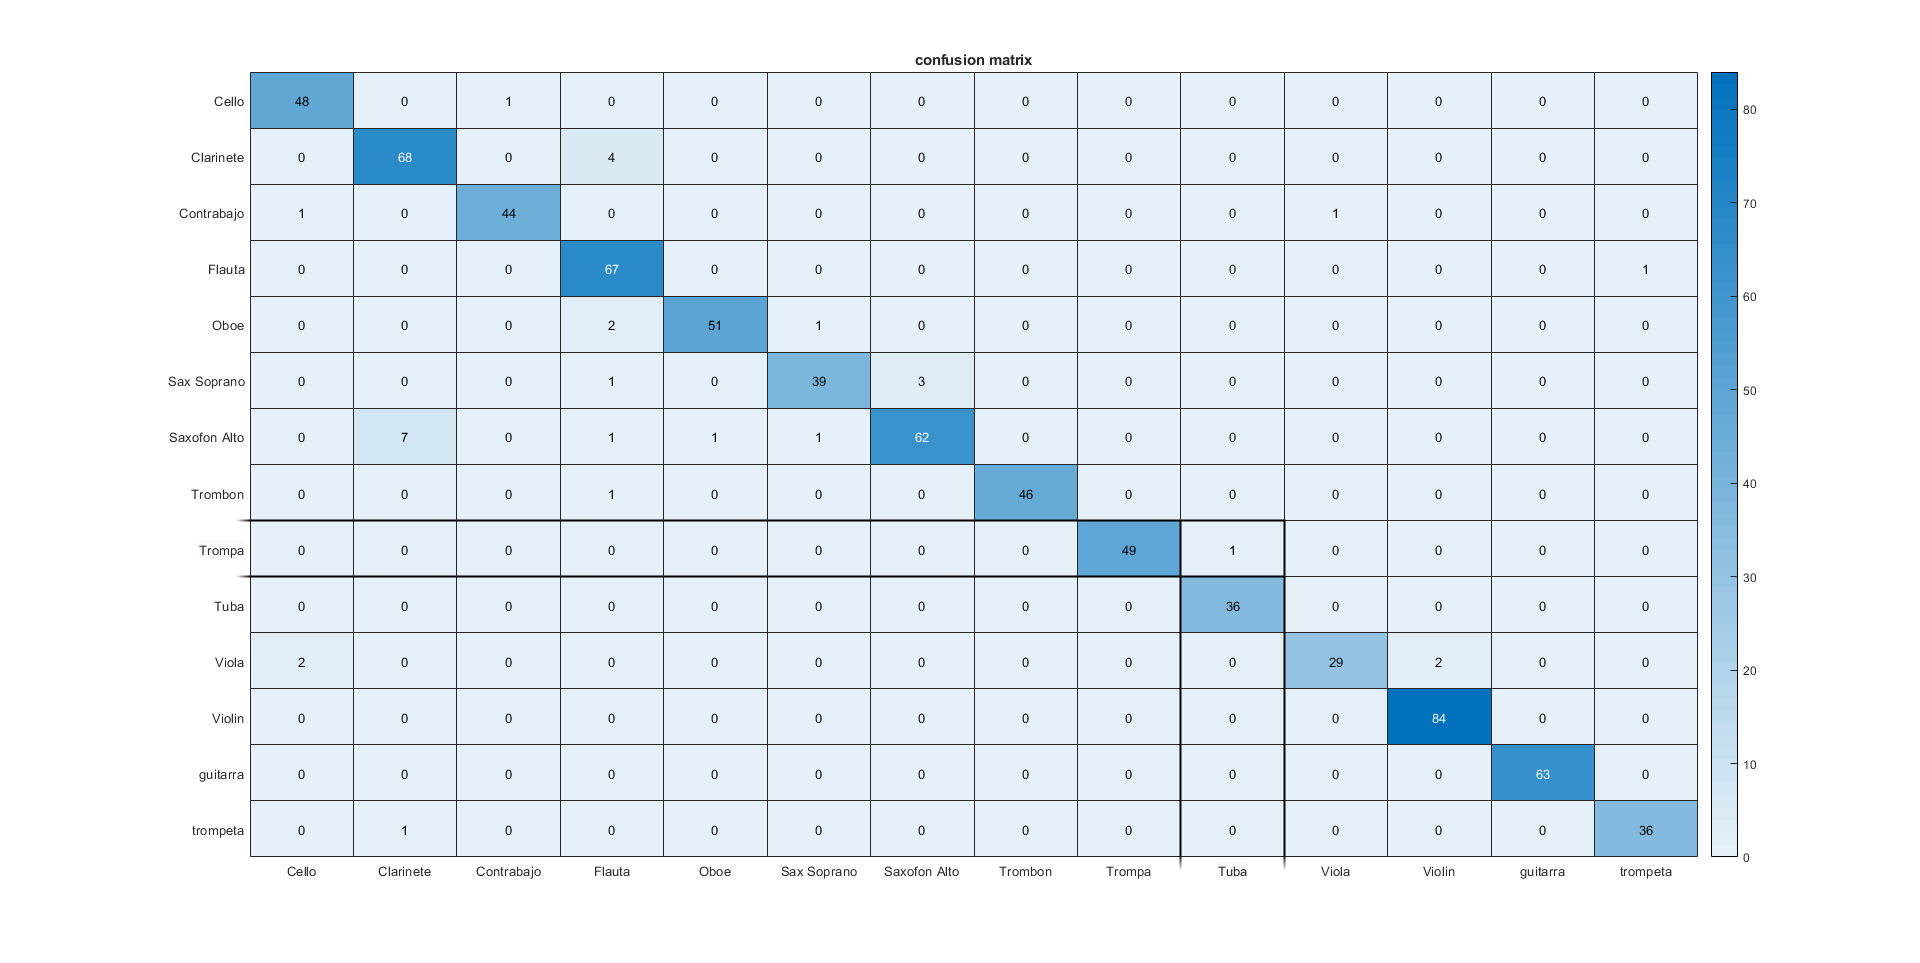 confusion matrix
Cello 48 0 1 0 0 0 0 0 0 0 0 0 0 0
Clarinete 0 68 0 4 0 0 0 0 0 0 0 0 0 0
Contrabajo 1 0 44 0 0 0 0 0 0 0 1 0 0 0
Flauta 0 0 0 67 0 0 0 0 0 0 0 0 0 1
Oboe 0 0 0 2 51 1 0 0 0 0 0 0 0 0
Sax Soprano 0 0 0 1 0 39 3 0 0 0 0 0 0 0
Saxofon Alto 0 7 0 1 1 1 62 0 0 0 0 0 0 0
Trombon 0 0 0 1 0 0 0 46 0 0 0 0 0 0
Trompa 0 0 0 0 0 0 0 0 49 1 0 0 0 0
Tuba 0 0 0 0 0 0 0 0 0 36 0 0 0 0
Viola 2 0 0 0 0 0 0 0 0 0 29 2 0 0
Violin 0 0 0 0 0 0 0 0 0 0 0 84 0 0
guitarra 0 0 0 0 0 0 0 0 0 0 0 0 63 0
trompeta 0 1 0 0 0 0 0 0 0 0 0 0 0 36
Cello Clarinete Contrabajo Flauta Oboe Sax Soprano Saxofon Alto Trombon Trompa Tuba Viola Violin guitarra trompeta
80
70
60
50
40
30
20
10
0